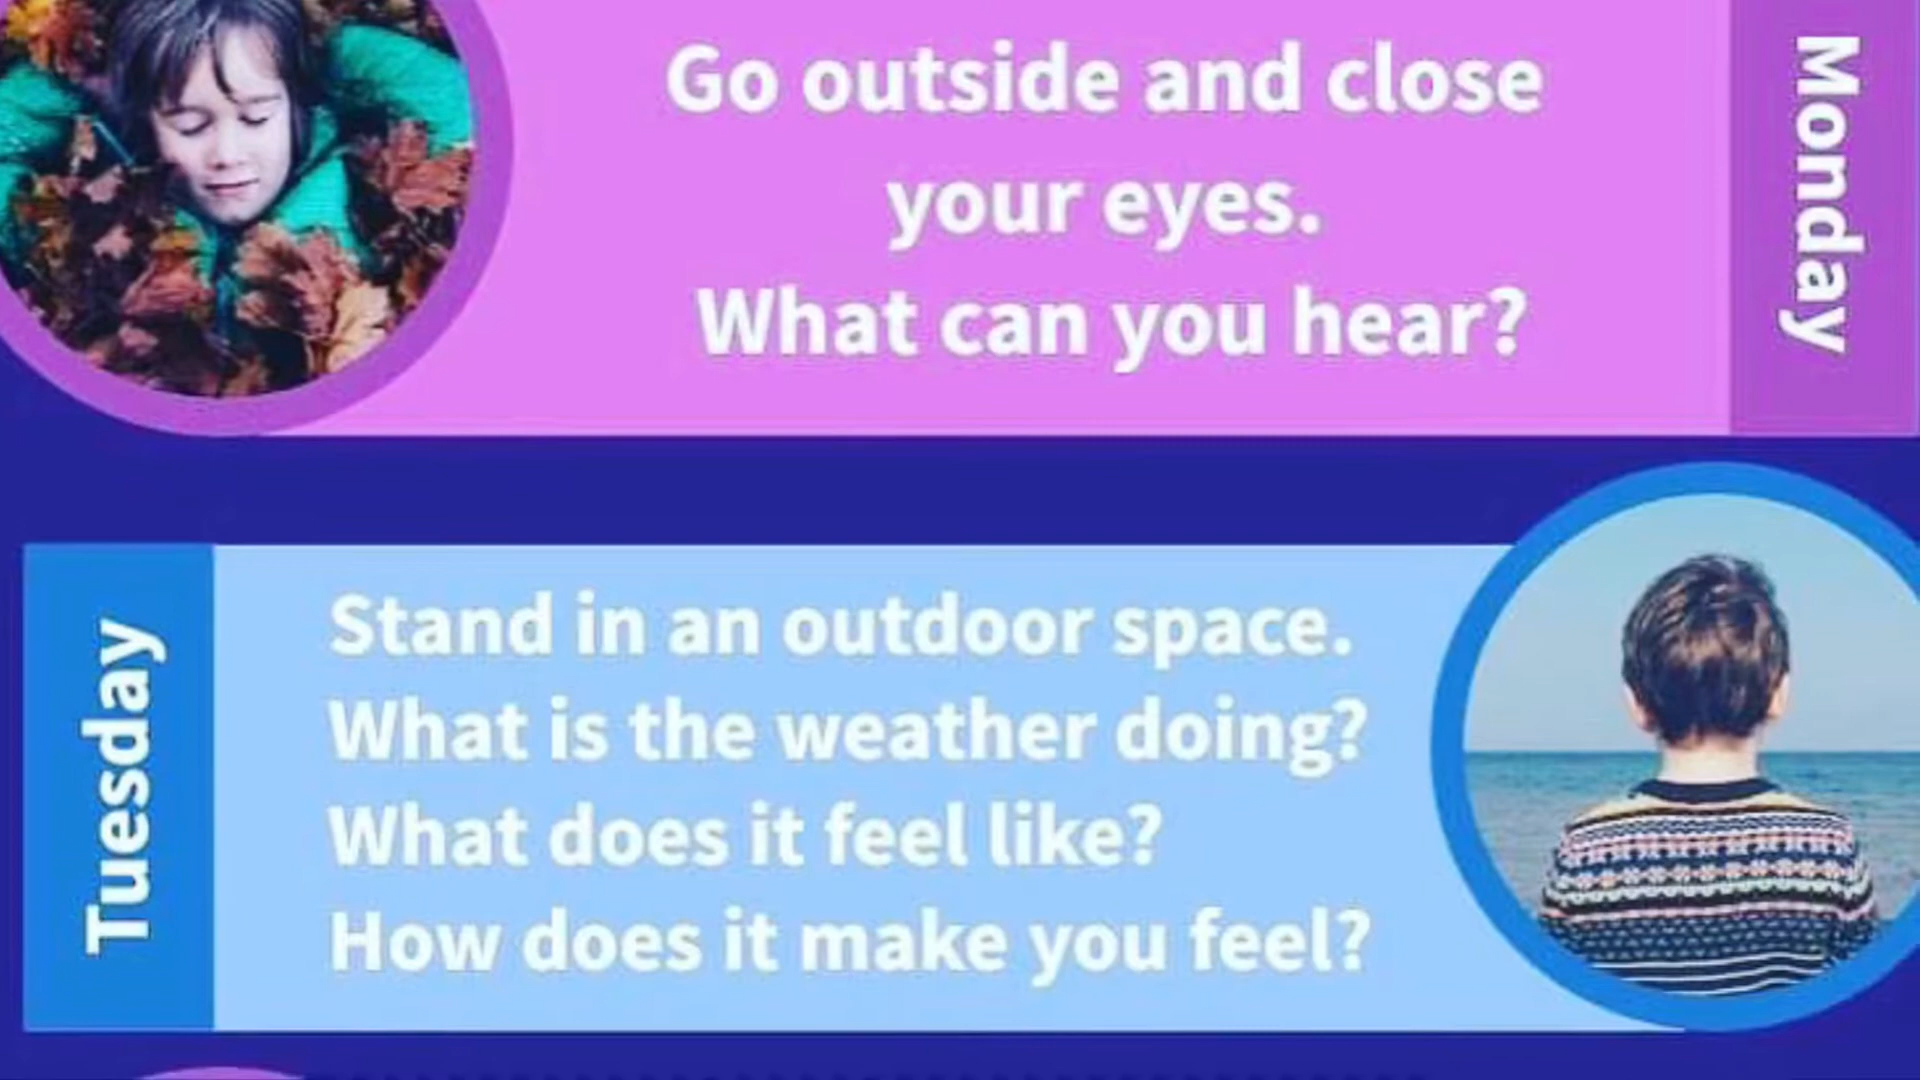 Go outside and close
your eyes.
What can you hear?
Monday
Tuesday
Stand in an outdoor space.
What is the weather doing?
What does it feel like?
How does it make you feel?